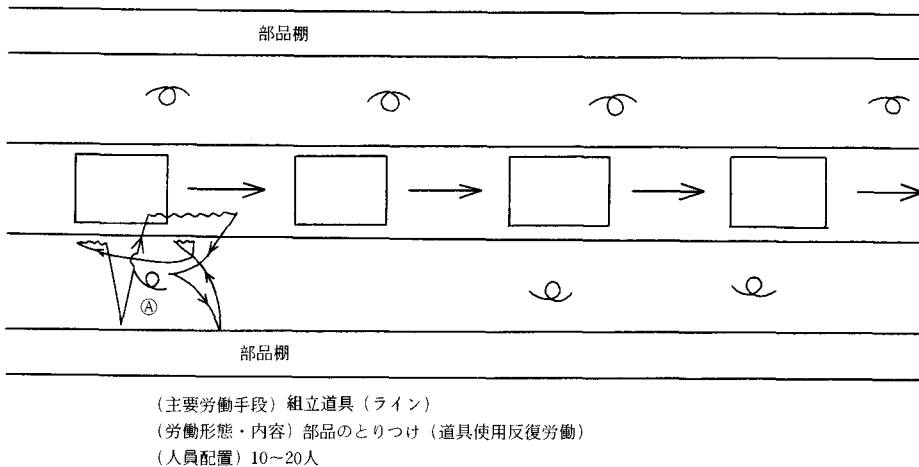 部品棚
Ⓐ
部品棚
(主要労働手段) 組立道具 (ライン)
(労働形態・内容) 部品のとりつけ (道具使用反復労働)
(人員配置) 10~20人